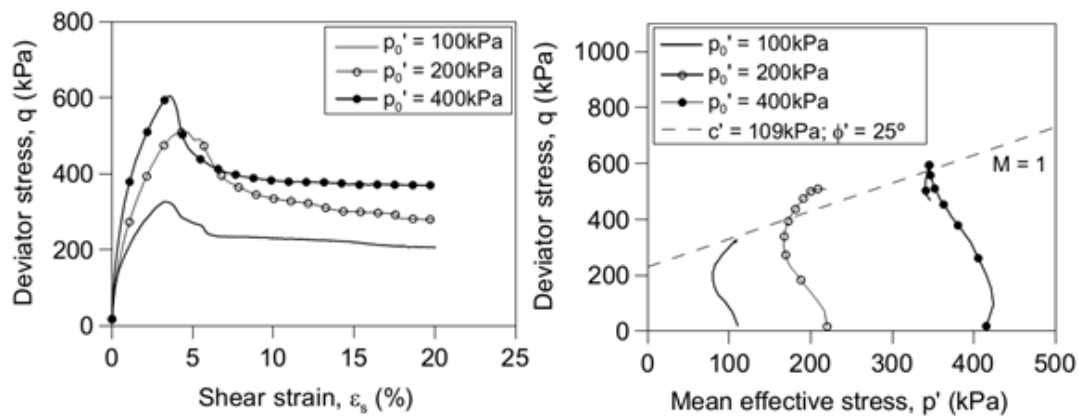 800
600
400
200
0
Deviator stress, q (kPa)
p₀' = 100kPa
p₀' = 200kPa
p₀' = 400kPa
0 5 10 15 20 25
Shear strain, εₛ (%)
1000
800
600
400
200
0
Deviator stress, q (kPa)
p₀' = 100kPa
p₀' = 200kPa
p₀' = 400kPa
c' = 109kPa; ϕ' = 25º
M = 1
0 100 200 300 400 500
Mean effective stress, p' (kPa)